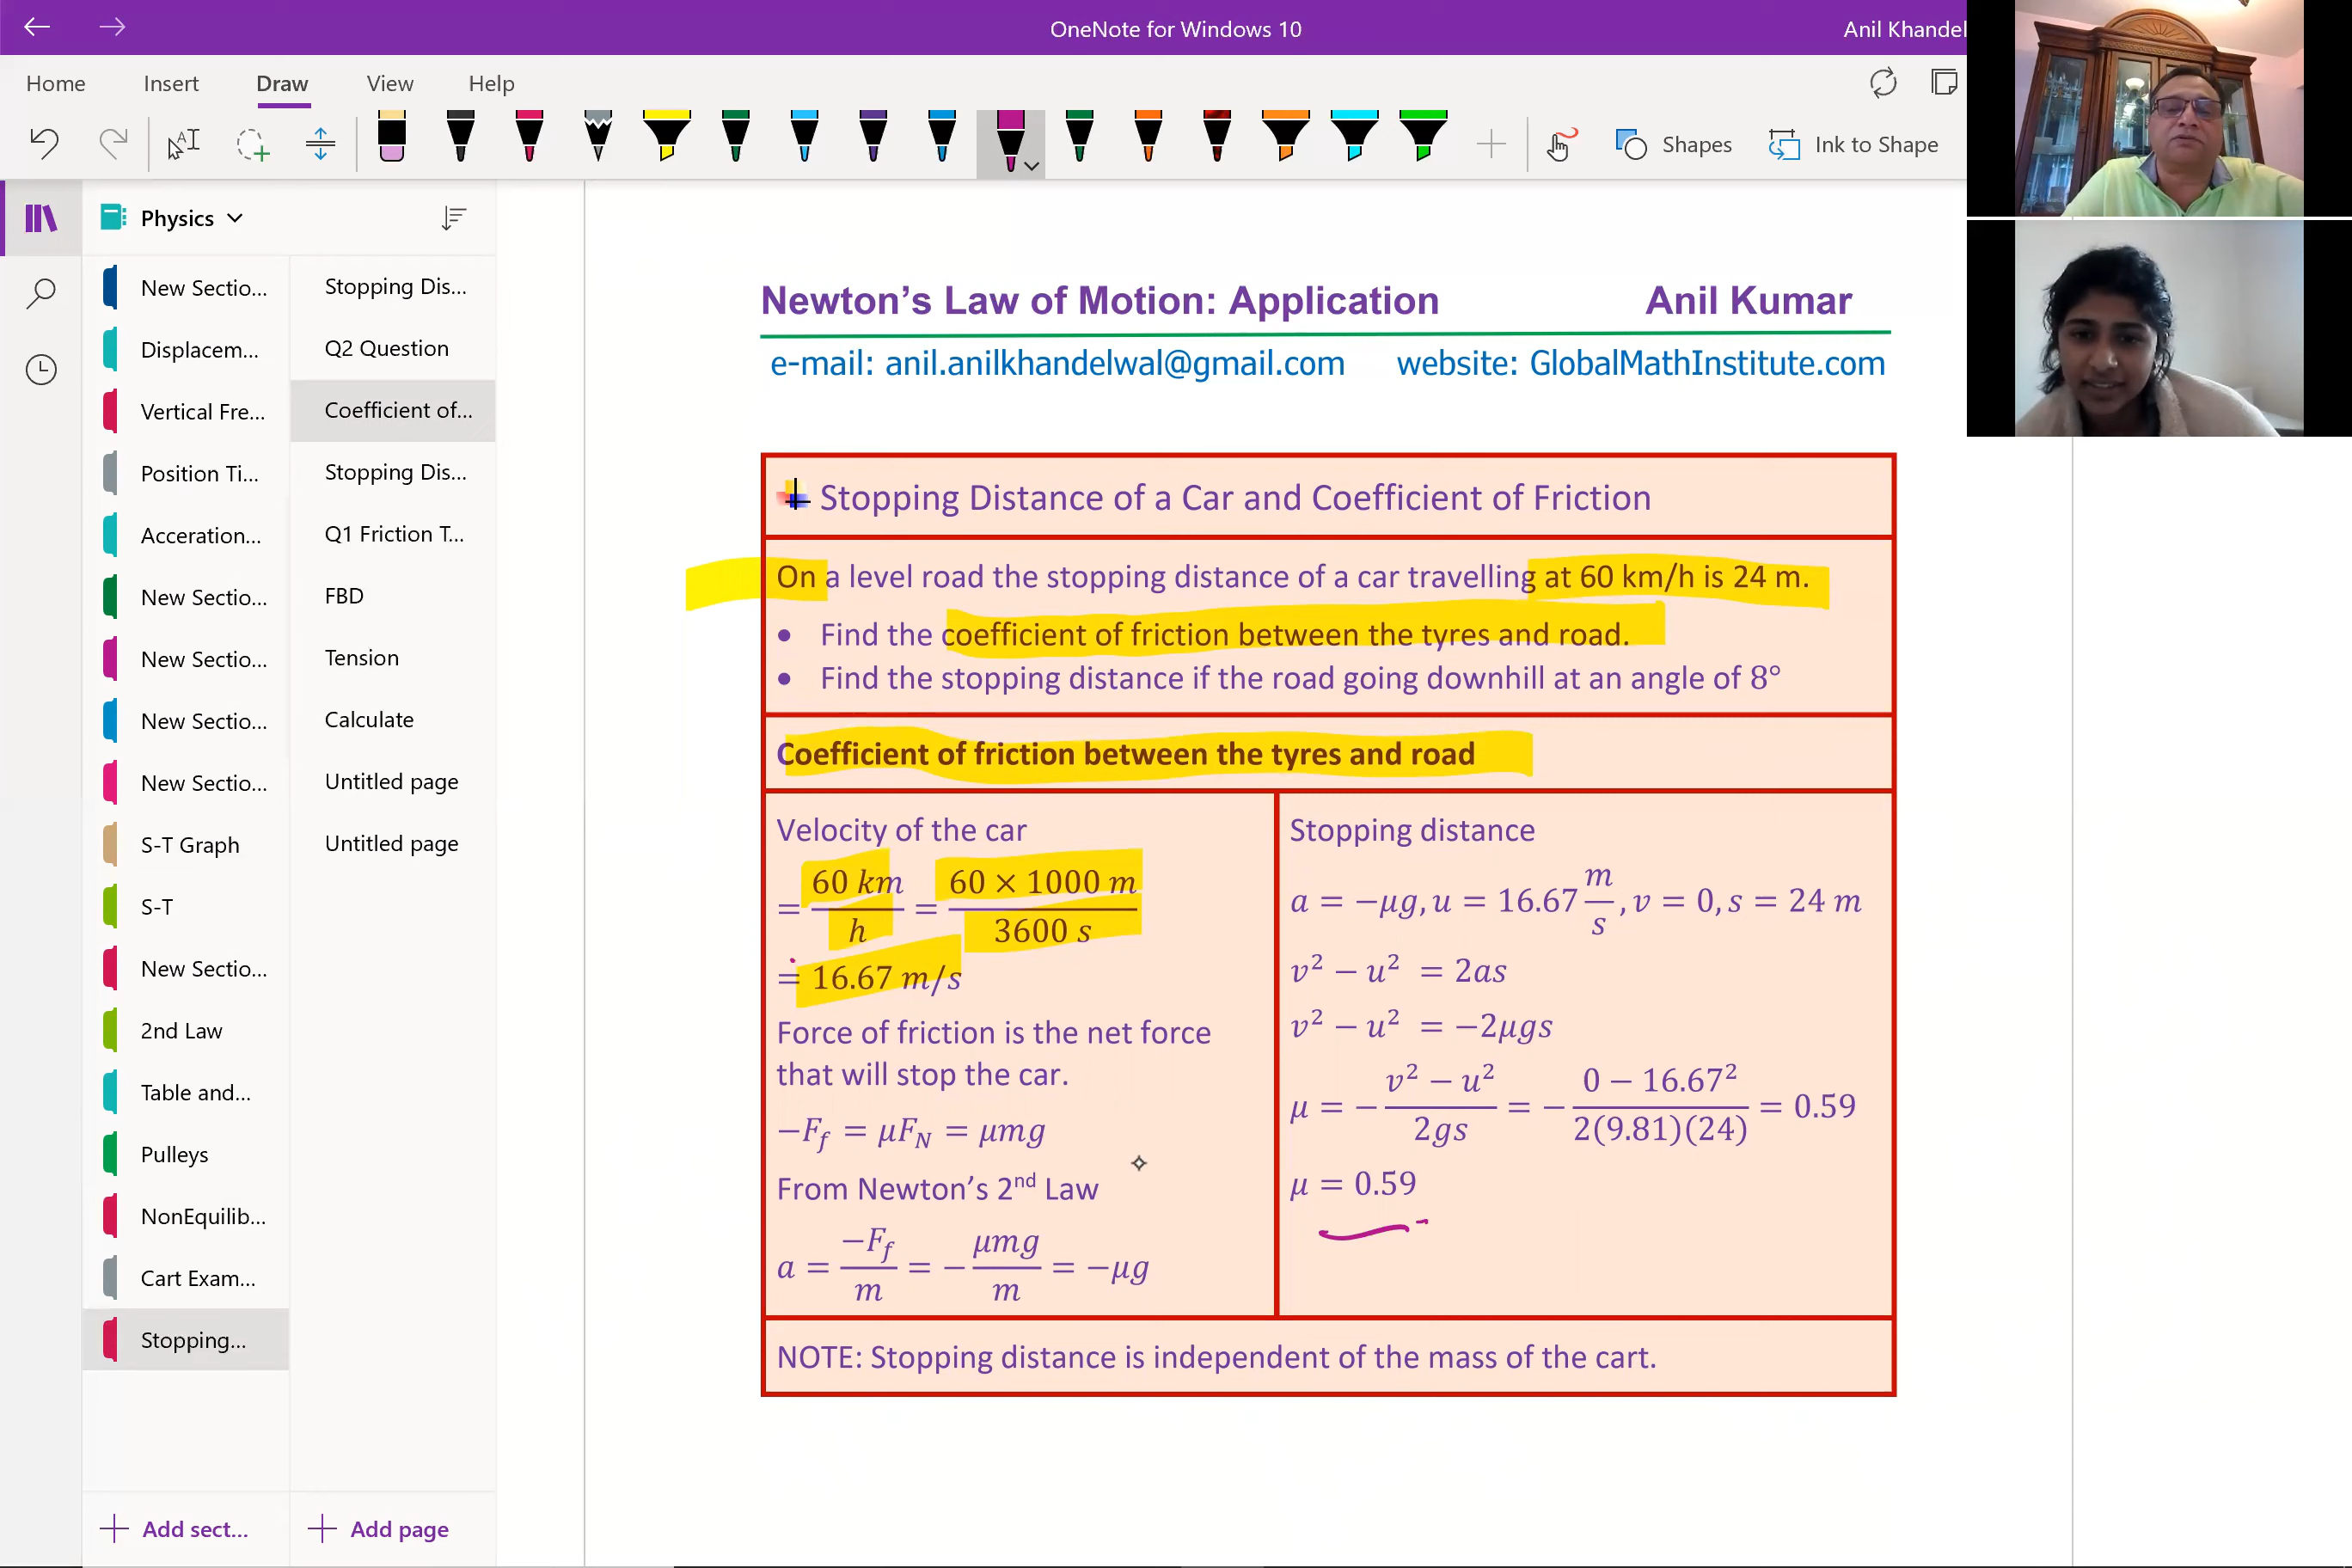 OneNote for Windows 10
Anil Khandel
Home Insert Draw View Help
Shapes
Ink to Shape
Physics
New Sectio...
Displacem...
Vertical Fre...
Position Ti...
Acceration...
New Sectio...
New Sectio...
New Sectio...
New Sectio...
S-T Graph
S-T
New Sectio...
2nd Law
Table and...
Pulleys
NonEquilib...
Cart Exam...
Stopping...
Add sect...
Stopping Dis...
Q2 Question
Coefficient of...
Stopping Dis...
Q1 Friction T...
FBD
Tension
Calculate
Untitled page
Untitled page
Add page
Newton's Law of Motion: Application Anil Kumar
e-mail: anil.anilkhandelwal@gmail.com website: GlobalMathInstitute.com
Stopping Distance of a Car and Coefficient of Friction
On a level road the stopping distance of a car travelling at 60 km/h is 24 m.
• Find the coefficient of friction between the tyres and road.
• Find the stopping distance if the road going downhill at an angle of 8°
Coefficient of friction between the tyres and road
Velocity of the car
= 60 km / h = 60 × 1000 m / 3600 s
= 16.67 m/s
Force of friction is the net force
that will stop the car.
−F_f = μF_N = μmg
From Newton's 2nd Law
a = −F_f / m = − μmg / m = −μg
Stopping distance
a = −μg, u = 16.67 m/s, v = 0, s = 24 m
v² − u² = 2as
v² − u² = −2μgs
μ = − v² − u² / 2gs = − 0 − 16.67² / 2(9.81)(24) = 0.59
μ = 0.59
NOTE: Stopping distance is independent of the mass of the cart.